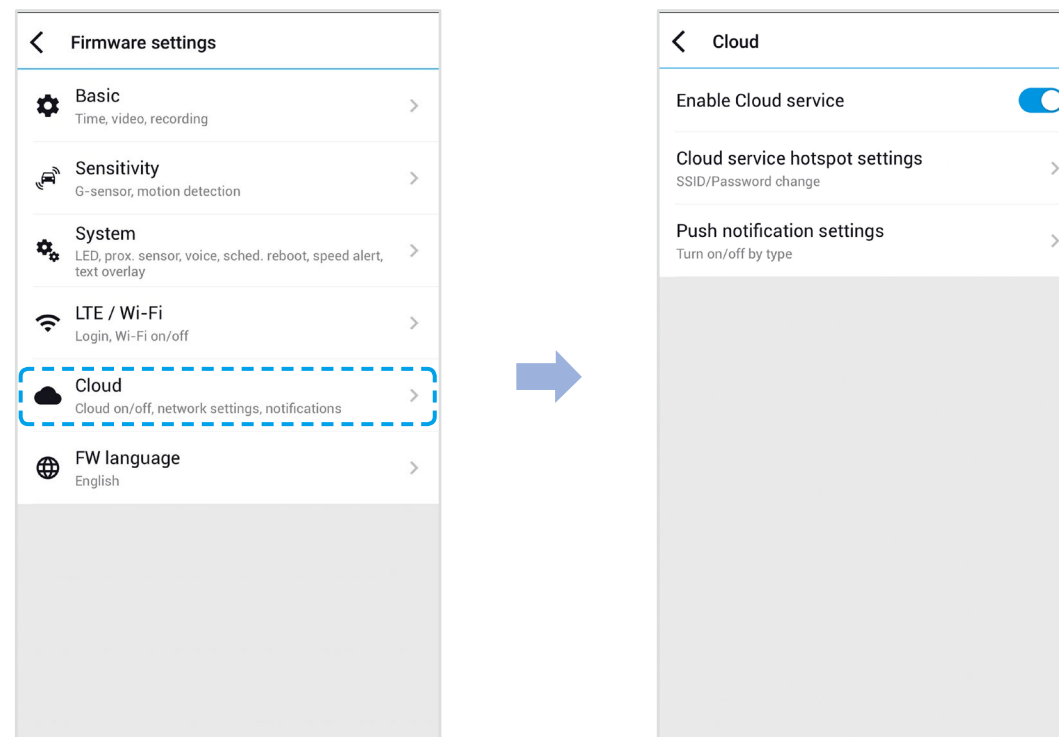 Firmware settings
Basic
Time, video, recording
Sensitivity
G-sensor, motion detection
System
LED, prox. sensor, voice, sched. reboot, speed alert,
text overlay
LTE / Wi-Fi
Login, Wi-Fi on/off
Cloud
Cloud on/off, network settings, notifications
FW language
English
Cloud
Enable Cloud service
Cloud service hotspot settings
SSID/Password change
Push notification settings
Turn on/off by type